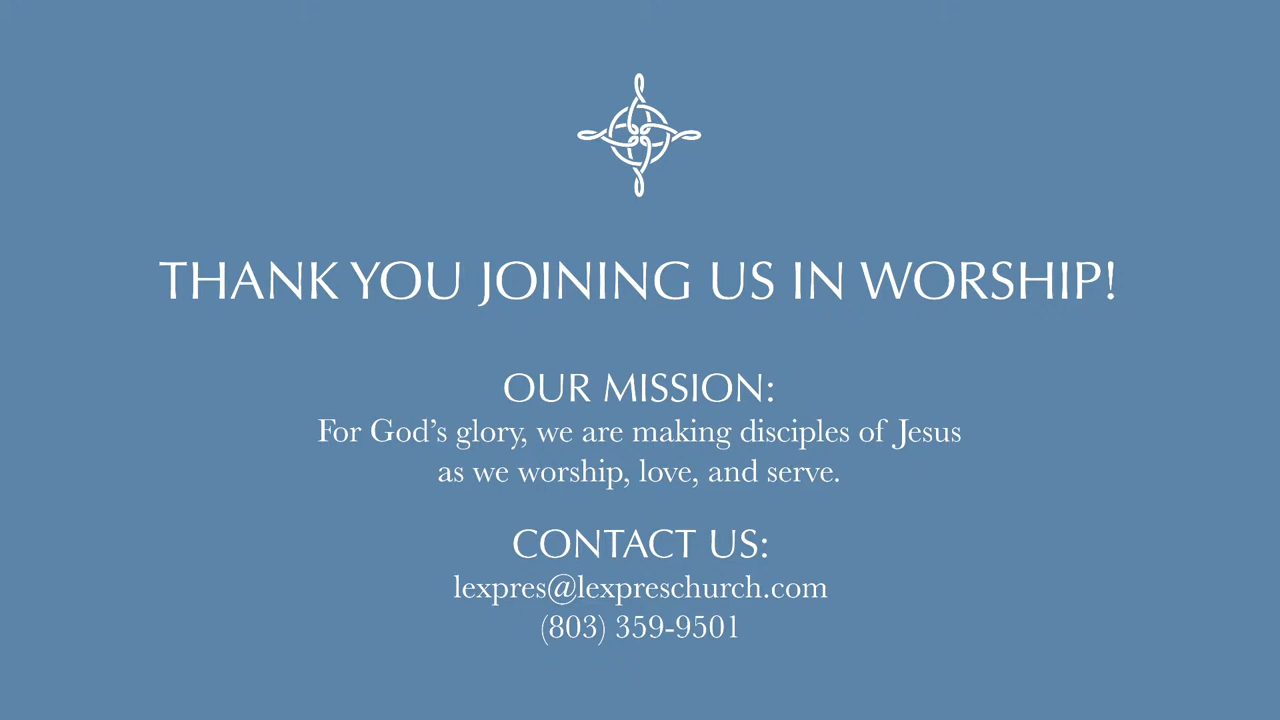 THANK YOU JOINING US IN WORSHIP!
OUR MISSION:
For God’s glory, we are making disciples of Jesus
as we worship, love, and serve.
CONTACT US:
lexpres@lexpreschurch.com
(803) 359-9501